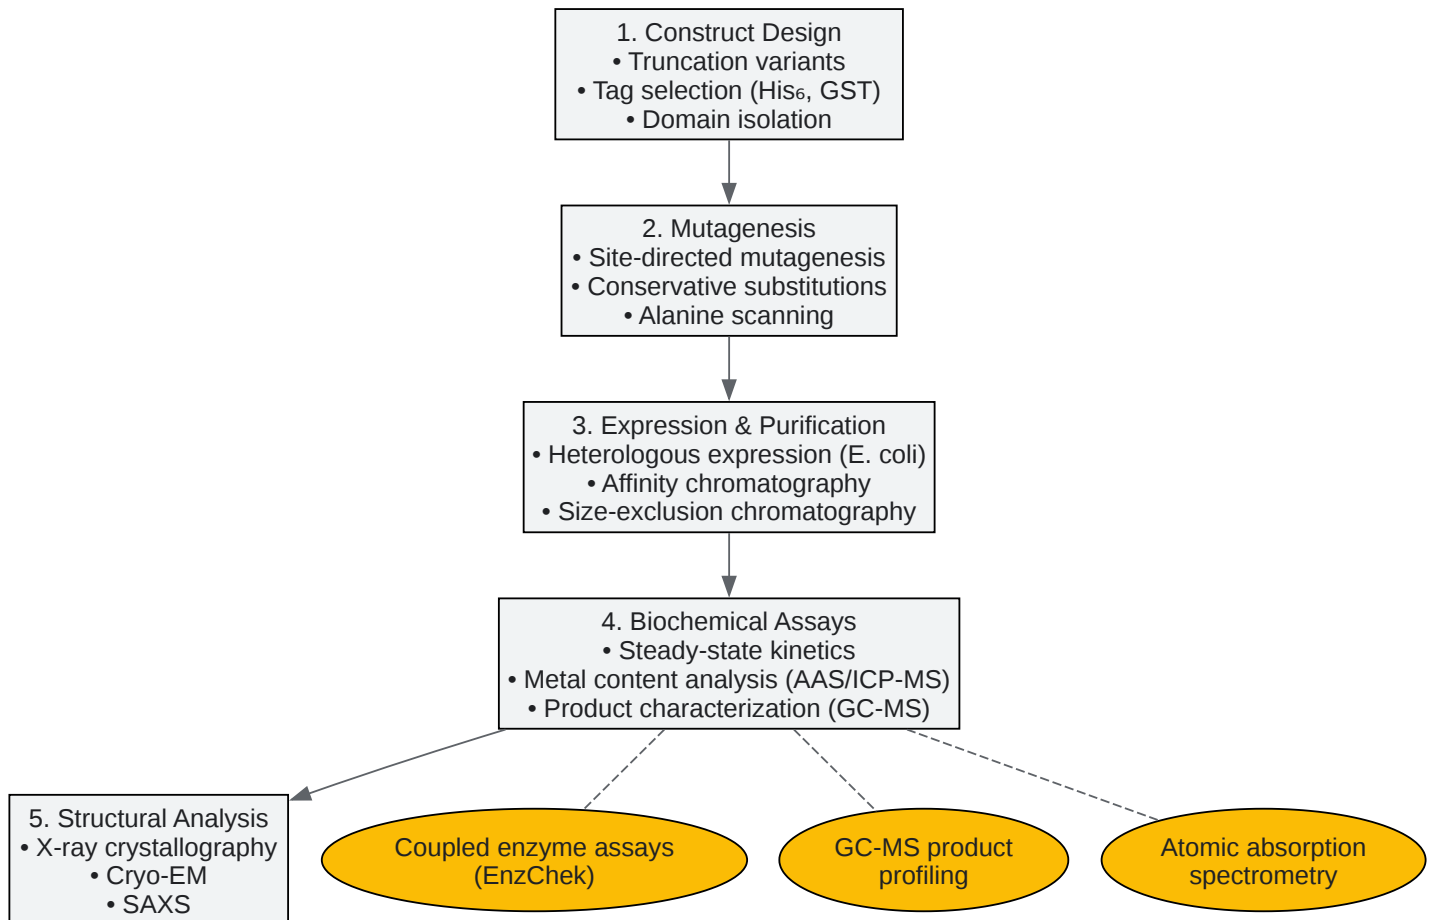 1. Construct Design
• Truncation variants
• Tag selection (His₆, GST)
• Domain isolation
2. Mutagenesis
• Site-directed mutagenesis
• Conservative substitutions
• Alanine scanning
3. Expression & Purification
• Heterologous expression (E. coli)
• Affinity chromatography
• Size-exclusion chromatography
4. Biochemical Assays
• Steady-state kinetics
• Metal content analysis (AAS/ICP-MS)
• Product characterization (GC-MS)
5. Structural Analysis
• X-ray crystallography
• Cryo-EM
• SAXS
Coupled enzyme assays
(EnzChek)
GC-MS product
profiling
Atomic absorption
spectrometry